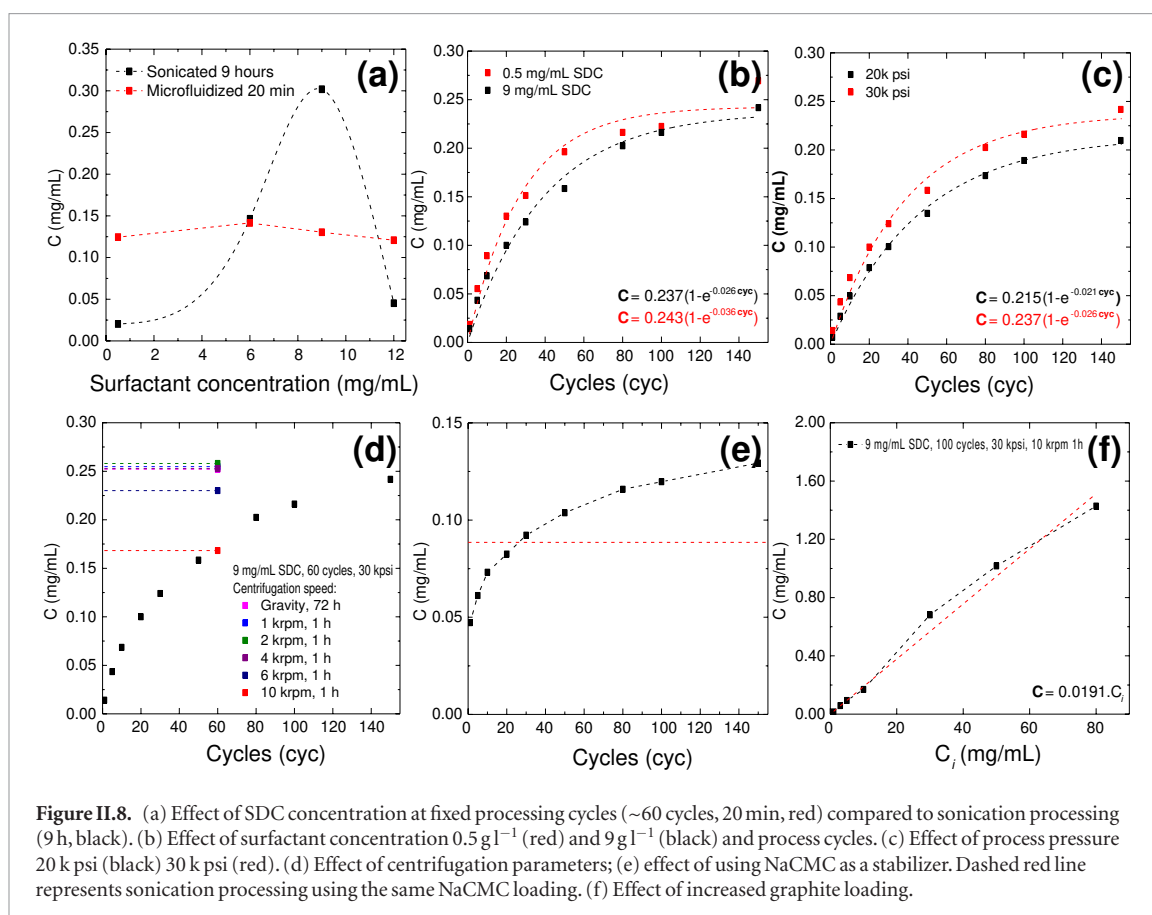 (a)
Sonicated 9 hours
Microfluidized 20 min
C (mg/mL)
0.35
0.30
0.25
0.20
0.15
0.10
0.05
0.00
0 2 4 6 8 10 12
Surfactant concentration (mg/mL)
(b)
0.5 mg/mL SDC
9 mg/mL SDC
C (mg/mL)
0.30
0.25
0.20
0.15
0.10
0.05
0.00
C = 0.237(1-e^-0.026 cyc)
C = 0.243(1-e^-0.036 cyc)
0 20 40 60 80 100 120 140
Cycles (cyc)
(c)
20k psi
30k psi
C (mg/mL)
0.30
0.25
0.20
0.15
0.10
0.05
0.00
C = 0.215(1-e^-0.021 cyc)
C = 0.237(1-e^-0.026 cyc)
0 20 40 60 80 100 120 140
Cycles (cyc)
(d)
C (mg/mL)
0.30
0.25
0.20
0.15
0.10
0.05
0.00
9 mg/mL SDC, 60 cycles, 30 kpsi
Centrifugation speed:
Gravity, 72 h
1 krpm, 1 h
2 krpm, 1 h
4 krpm, 1 h
6 krpm, 1 h
10 krpm, 1 h
0 20 40 60 80 100 120 140
Cycles (cyc)
(e)
C (mg/mL)
0.15
0.10
0.05
0.00
0 20 40 60 80 100 120 140
Cycles (cyc)
(f)
9 mg/mL SDC, 100 cycles, 30 kpsi, 10 krpm 1h
C (mg/mL)
2.00
1.60
1.20
0.80
0.40
0.00
C = 0.0191.Ci
0 20 40 60 80
Ci (mg/mL)
Figure II.8. (a) Effect of SDC concentration at fixed processing cycles (~60 cycles, 20 min, red) compared to sonication processing
(9 h, black). (b) Effect of surfactant concentration 0.5 g l−1 (red) and 9 g l−1 (black) and process cycles. (c) Effect of process pressure
20 k psi (black) 30 k psi (red). (d) Effect of centrifugation parameters; (e) effect of using NaCMC as a stabilizer. Dashed red line
represents sonication processing using the same NaCMC loading. (f) Effect of increased graphite loading.